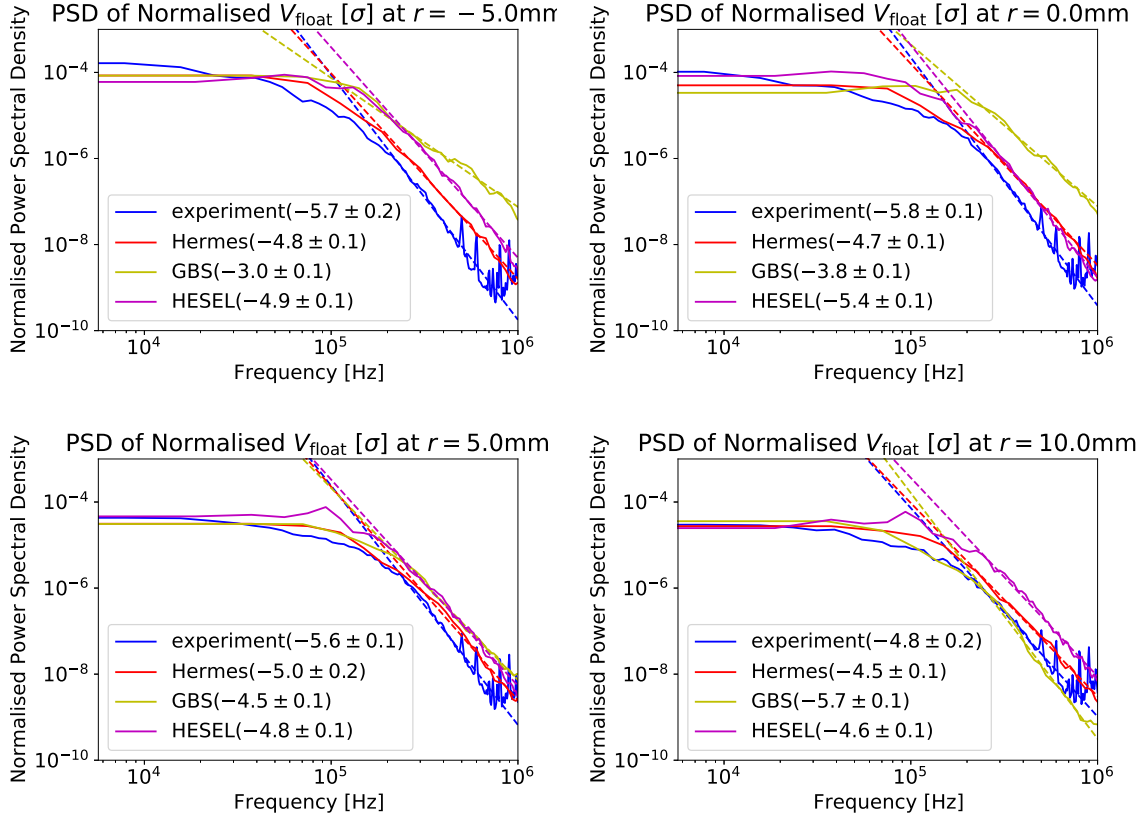 PSD of Normalised V_float [σ] at r = −5.0mm
Normalised Power Spectral Density
10^−4
10^−6
10^−8
10^−10
experiment(−5.7 ± 0.2)
Hermes(−4.8 ± 0.1)
GBS(−3.0 ± 0.1)
HESEL(−4.9 ± 0.1)
10^4 10^5 10^6
Frequency [Hz]
PSD of Normalised V_float [σ] at r = 0.0mm
Normalised Power Spectral Density
10^−4
10^−6
10^−8
10^−10
experiment(−5.8 ± 0.1)
Hermes(−4.7 ± 0.1)
GBS(−3.8 ± 0.1)
HESEL(−5.4 ± 0.1)
10^4 10^5 10^6
Frequency [Hz]
PSD of Normalised V_float [σ] at r = 5.0mm
Normalised Power Spectral Density
10^−4
10^−6
10^−8
10^−10
experiment(−5.6 ± 0.1)
Hermes(−5.0 ± 0.2)
GBS(−4.5 ± 0.1)
HESEL(−4.8 ± 0.1)
10^4 10^5 10^6
Frequency [Hz]
PSD of Normalised V_float [σ] at r = 10.0mm
Normalised Power Spectral Density
10^−4
10^−6
10^−8
10^−10
experiment(−4.8 ± 0.2)
Hermes(−4.5 ± 0.1)
GBS(−5.7 ± 0.1)
HESEL(−4.6 ± 0.1)
10^4 10^5 10^6
Frequency [Hz]